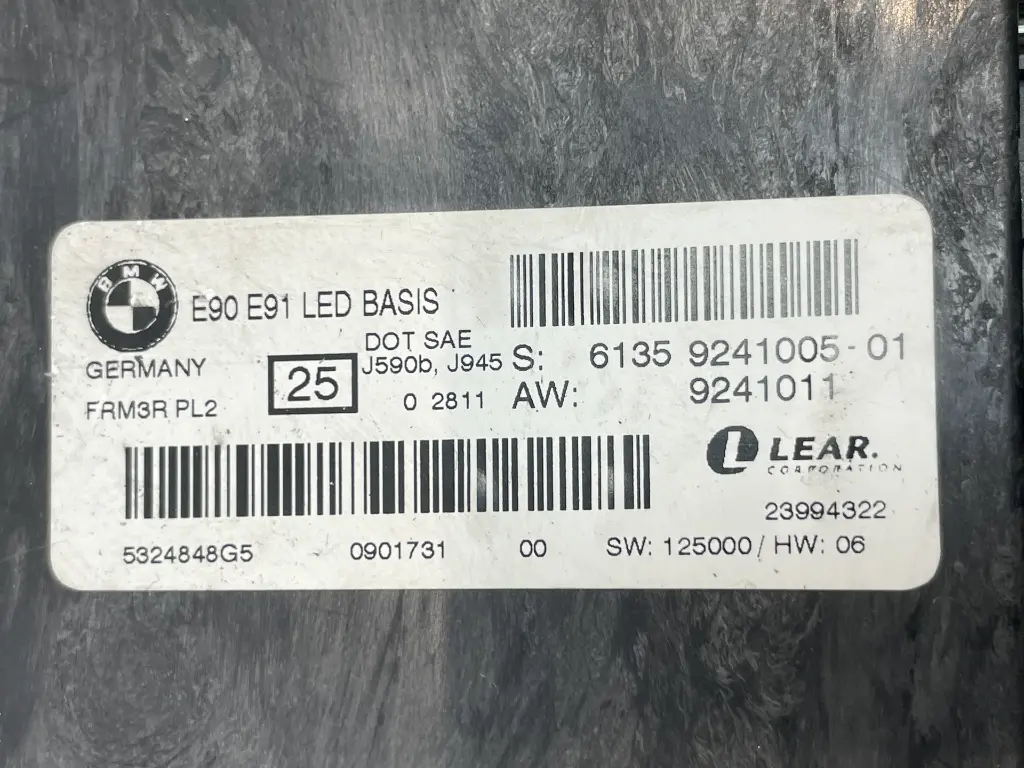 BMW
E90 E91 LED BASIS
GERMANY
FRM3R PL2
25
DOT SAE
J590b, J945
0 2811
S: 6135 9241005-01
AW: 9241011
LEAR.
CORPORATION
23994322
5324848G5 0901731 00 SW: 125000/ HW: 06